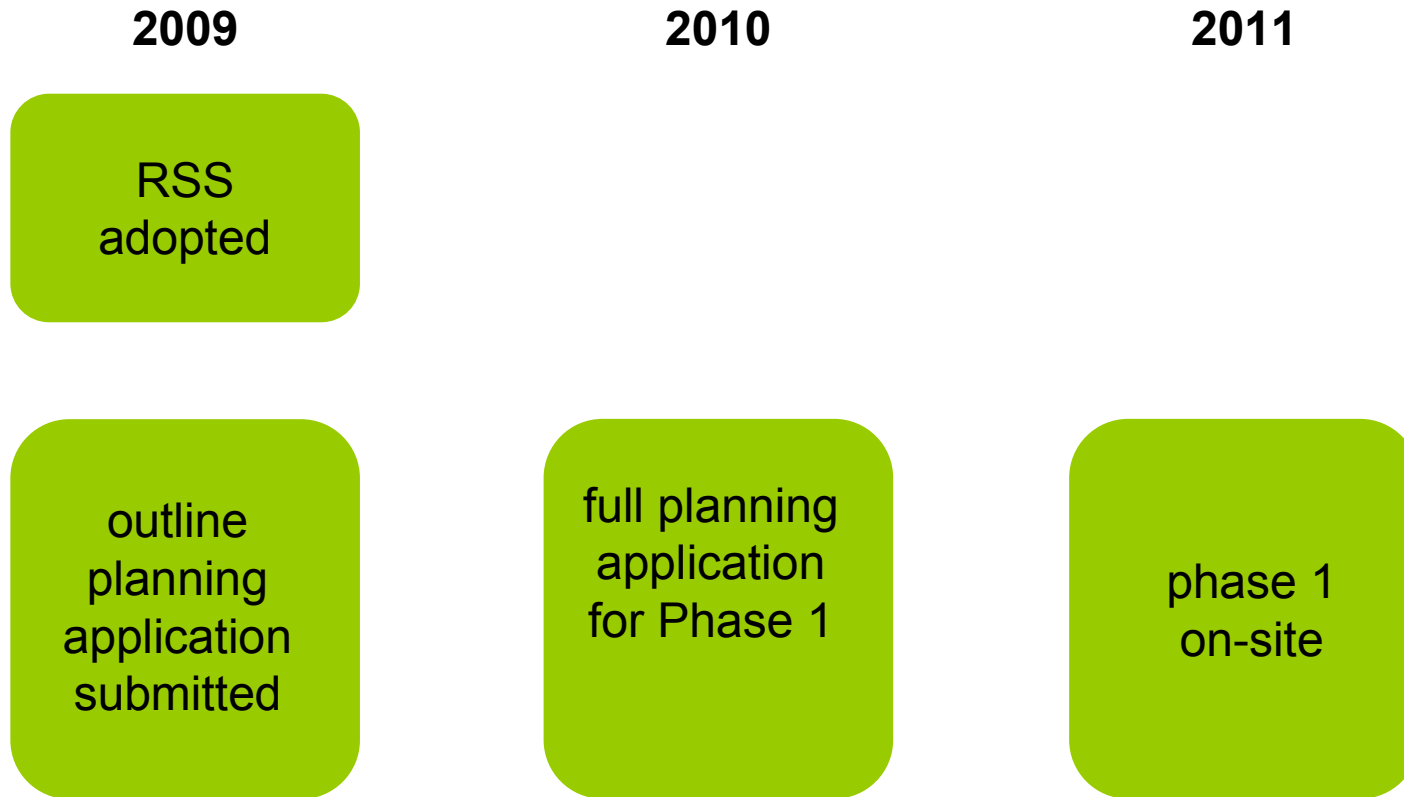 2009
2010
2011
RSS
adopted
outline
planning
application
submitted
full planning
application
for Phase 1
phase 1
on-site